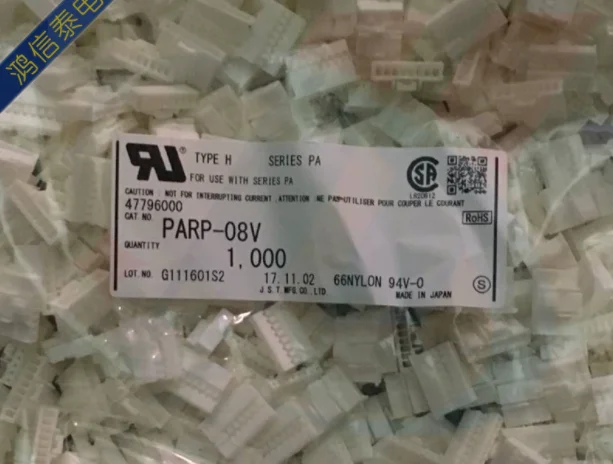 鸿信泰电
TYPE H SERIES PA
FOR USE WITH SERIES PA
CAUTION : NOT FOR INTERRUPTING CURRENT. ATTENTION : NE PAS UTILISER POUR COUPER LE COURANT
LR20812
47796000
RoHS
CAT. NO
PARP-08V
QUANTITY
1,000
LOT. NO. G111601S2 17.11.02 66NYLON 94V-0 S
J.S.T.MFG.CO.,LTD. MADE IN JAPAN